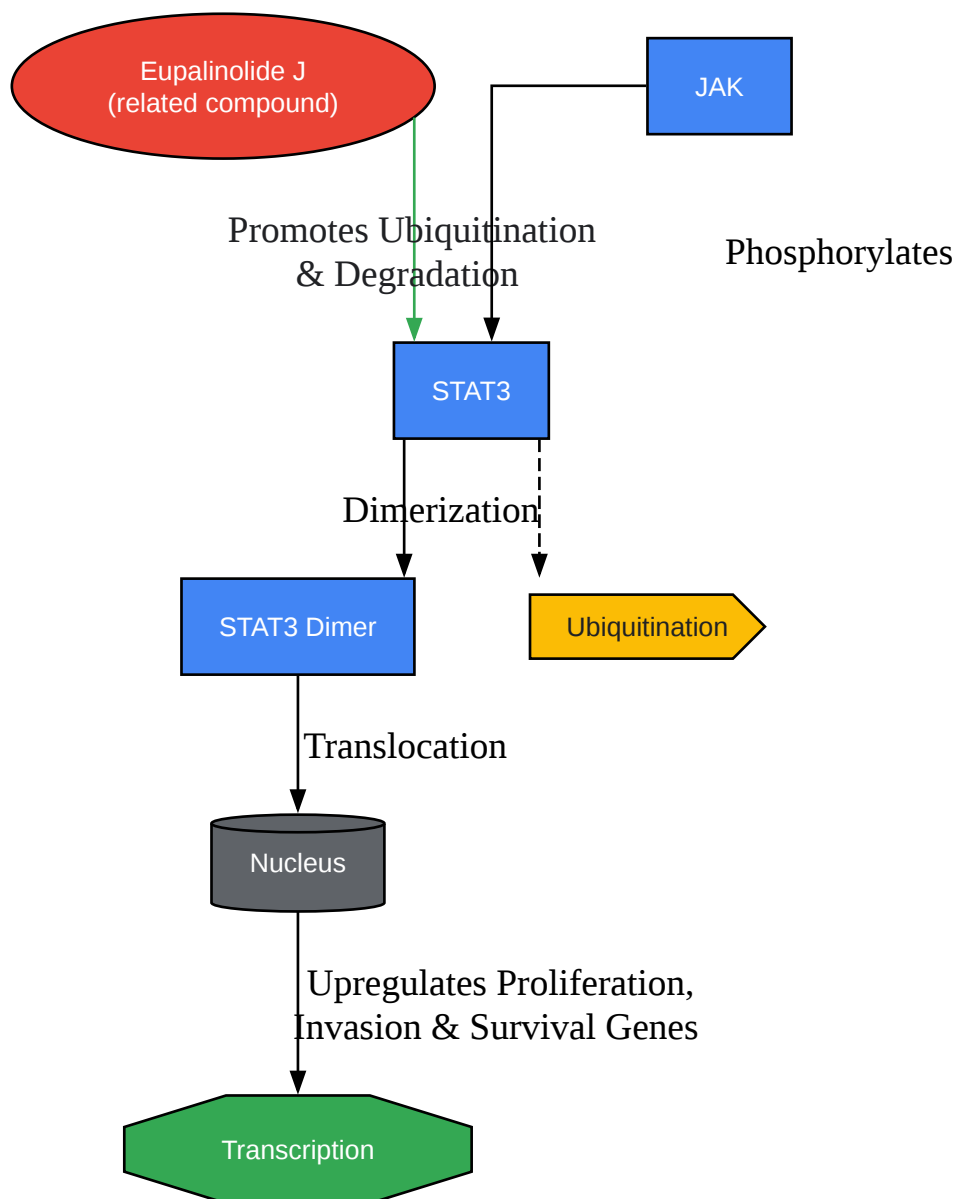 Eupalinolide J
(related compound)
JAK
Promotes Ubiquitination
& Degradation
Phosphorylates
STAT3
Dimerization
STAT3 Dimer
Ubiquitination
Translocation
Nucleus
Upregulates Proliferation,
Invasion & Survival Genes
Transcription